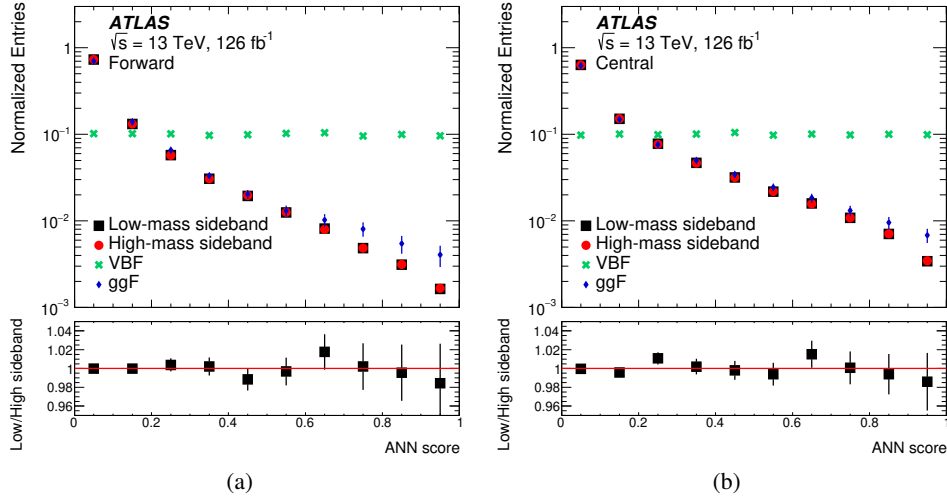 ATLAS
√s = 13 TeV, 126 fb⁻¹
Forward
Normalized Entries
1
10⁻¹
10⁻²
10⁻³
Low-mass sideband
High-mass sideband
VBF
ggF
Low/High sideband
1.04
1.02
1
0.98
0.96
0 0.2 0.4 0.6 0.8 1
ANN score
(a)
ATLAS
√s = 13 TeV, 126 fb⁻¹
Central
Normalized Entries
1
10⁻¹
10⁻²
10⁻³
Low-mass sideband
High-mass sideband
VBF
ggF
Low/High sideband
1.04
1.02
1
0.98
0.96
0 0.2 0.4 0.6 0.8 1
ANN score
(b)